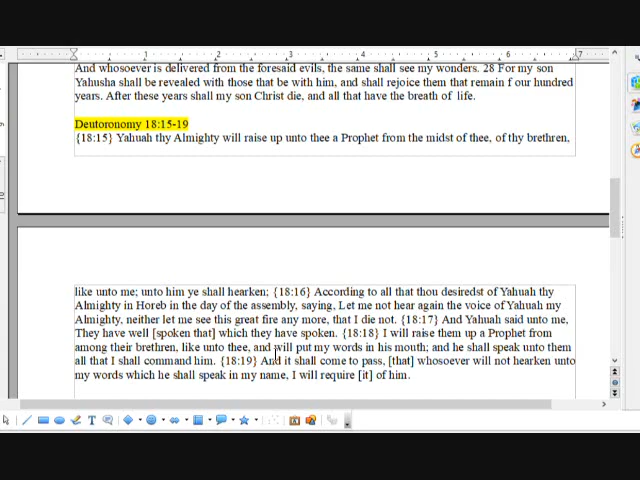 1 2 3 4 5 6 7
And whosoever is delivered from the foresaid evils, the same shall see my wonders. 28 For my son
Yahusha shall be revealed with those that be with him, and shall rejoice them that remain f our hundred
years. After these years shall my son Christ die, and all that have the breath of life.
Deutoronomy 18:15-19
{18:15} Yahuah thy Almighty will raise up unto thee a Prophet from the midst of thee, of thy brethren,
like unto me; unto him ye shall hearken; {18:16} According to all that thou desiredst of Yahuah thy
Almighty in Horeb in the day of the assembly, saying, Let me not hear again the voice of Yahuah my
Almighty, neither let me see this great fire any more, that I die not. {18:17} And Yahuah said unto me,
They have well [spoken that] which they have spoken. {18:18} I will raise them up a Prophet from
among their brethren, like unto thee, and will put my words in his mouth; and he shall speak unto them
all that I shall command him. {18:19} And it shall come to pass, [that] whosoever will not hearken unto
my words which he shall speak in my name, I will require [it] of him.